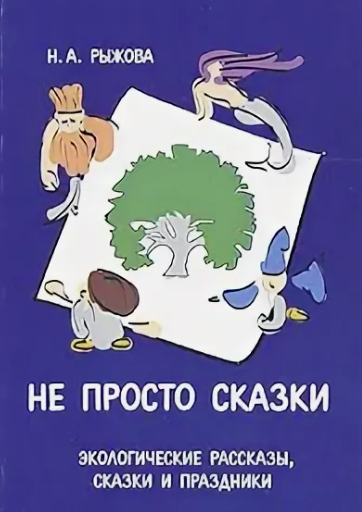 Н. А. РЫЖОВА
НЕ ПРОСТО СКАЗКИ
ЭКОЛОГИЧЕСКИЕ РАССКАЗЫ,
СКАЗКИ И ПРАЗДНИКИ